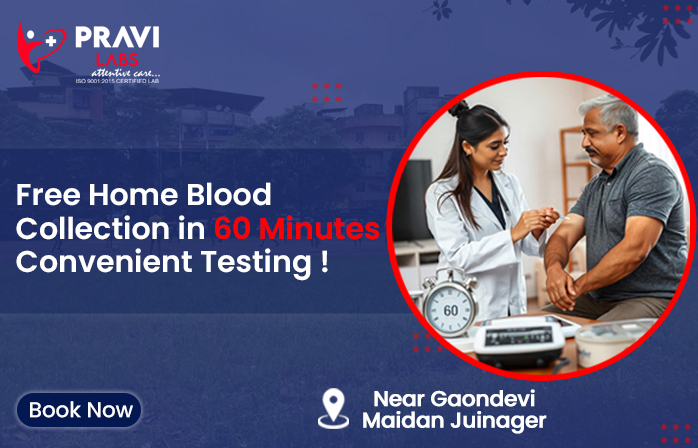 PRAVI
LABS
attentive care...
ISO 9001:2015 CERTIFIED LAB
Free Home Blood
Collection in 60 Minutes
Convenient Testing !
60
Book Now
Near Gaondevi
Maidan Juinager